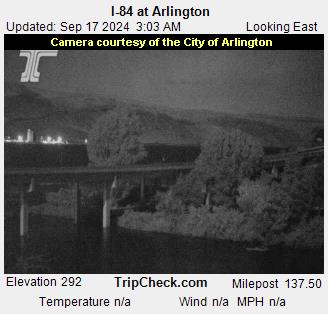 I-84 at Arlington
Updated: Sep 17 2024 3:03 AM Looking East
Camera courtesy of the City of Arlington
Elevation 292 TripCheck.com Milepost 137.50
Temperature n/a Wind n/a MPH n/a